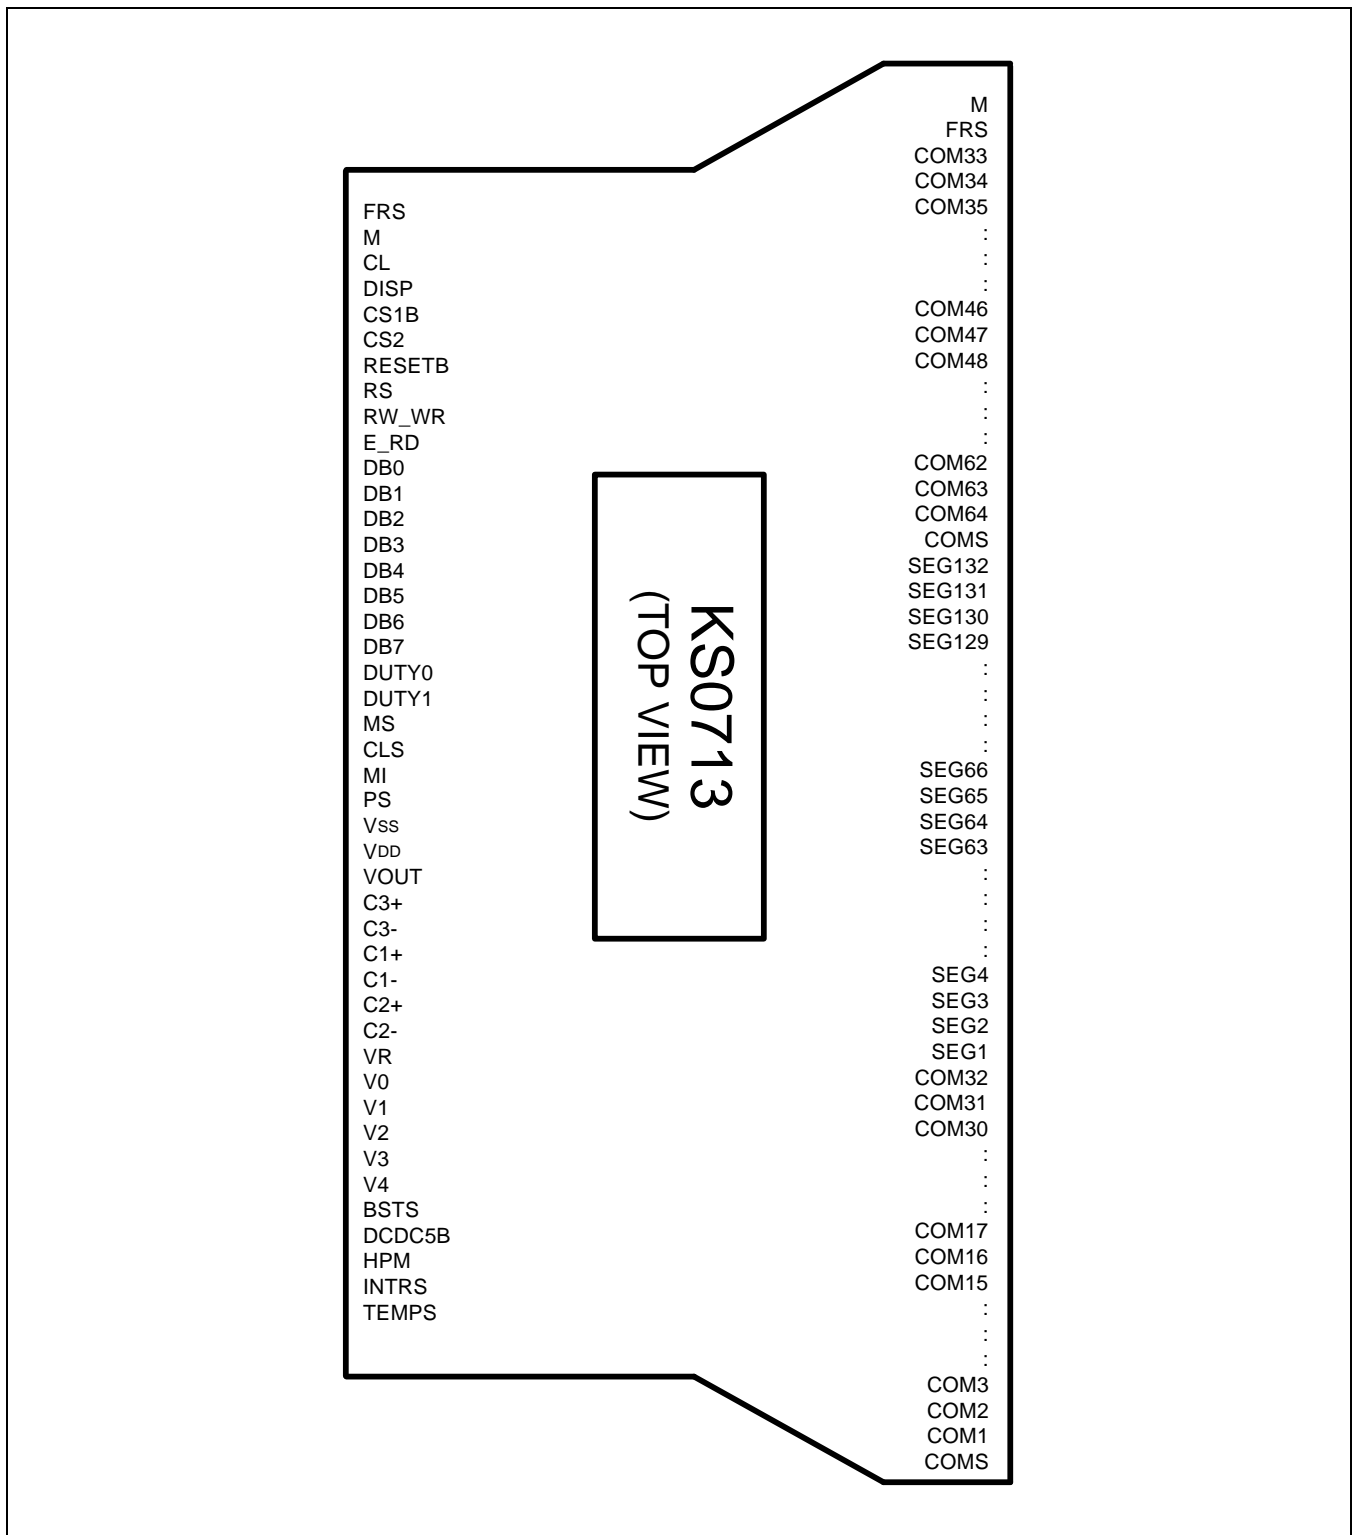 FRS
M
CL
DISP
CS1B
CS2
RESETB
RS
RW_WR
E_RD
DB0
DB1
DB2
DB3
DB4
DB5
DB6
DB7
DUTY0
DUTY1
MS
CLS
MI
PS
VSS
VDD
VOUT
C3+
C3-
C1+
C1-
C2+
C2-
VR
V0
V1
V2
V3
V4
BSTS
DCDC5B
HPM
INTRS
TEMPS
KS0713
(TOP VIEW)
M
FRS
COM33
COM34
COM35
:
:
:
COM46
COM47
COM48
:
:
:
COM62
COM63
COM64
COMS
SEG132
SEG131
SEG130
SEG129
:
:
:
:
SEG66
SEG65
SEG64
SEG63
:
:
:
:
SEG4
SEG3
SEG2
SEG1
COM32
COM31
COM30
:
:
:
COM17
COM16
COM15
:
:
:
COM3
COM2
COM1
COMS